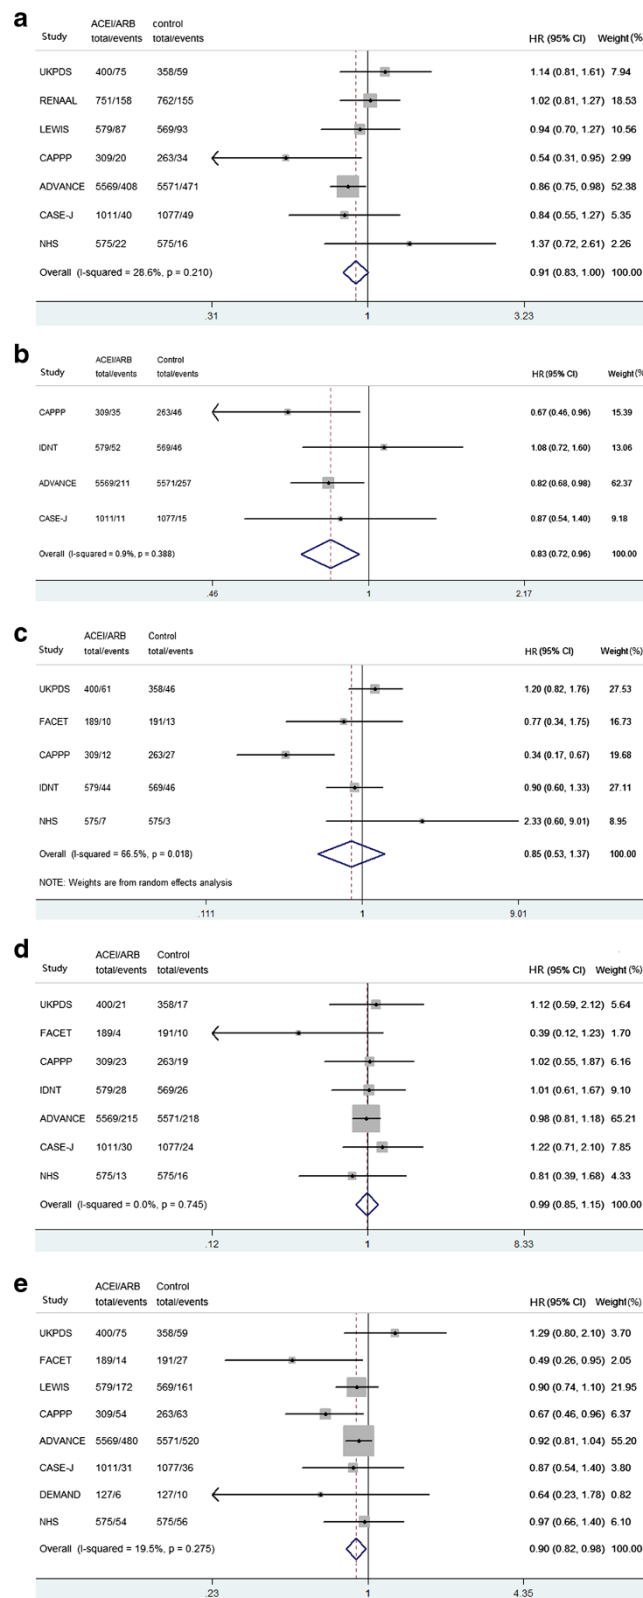 a
ACEI/ARB control
Study total/events total/events HR (95% CI) Weight (%)
UKPDS 400/75 358/59 1.14 (0.81, 1.61) 7.94
RENAAL 751/158 762/155 1.02 (0.81, 1.27) 18.53
LEWIS 579/87 569/93 0.94 (0.70, 1.27) 10.56
CAPPP 309/20 263/34 0.54 (0.31, 0.95) 2.99
ADVANCE 5569/408 5571/471 0.86 (0.75, 0.98) 52.38
CASE-J 1011/40 1077/49 0.84 (0.55, 1.27) 5.35
NHS 575/22 575/16 1.37 (0.72, 2.61) 2.26
Overall (I-squared = 28.6%, p = 0.210) 0.91 (0.83, 1.00) 100.00
.31 1 3.23
b
ACEI/ARB Control
Study total/events total/events HR (95% CI) Weight (%)
CAPPP 309/35 263/46 0.67 (0.46, 0.96) 15.39
IDNT 579/52 569/46 1.08 (0.72, 1.60) 13.06
ADVANCE 5569/211 5571/257 0.82 (0.68, 0.98) 62.37
CASE-J 1011/11 1077/15 0.87 (0.54, 1.40) 9.18
Overall (I-squared = 0.9%, p = 0.388) 0.83 (0.72, 0.96) 100.00
.46 1 2.17
c
ACEI/ARB Control
Study total/events total/events HR (95% CI) Weight (%)
UKPDS 400/61 358/46 1.20 (0.82, 1.76) 27.53
FACET 189/10 191/13 0.77 (0.34, 1.75) 16.73
CAPPP 309/12 263/27 0.34 (0.17, 0.67) 19.68
IDNT 579/44 569/46 0.90 (0.60, 1.33) 27.11
NHS 575/7 575/3 2.33 (0.60, 9.01) 8.95
Overall (I-squared = 66.5%, p = 0.018) 0.85 (0.53, 1.37) 100.00
NOTE: Weights are from random effects analysis
.111 1 9.01
d
ACEI/ARB Control
Study total/events total/events HR (95% CI) Weight (%)
UKPDS 400/21 358/17 1.12 (0.59, 2.12) 5.64
FACET 189/4 191/10 0.39 (0.12, 1.23) 1.70
CAPPP 309/23 263/19 1.02 (0.55, 1.87) 6.16
IDNT 579/28 569/26 1.01 (0.61, 1.67) 9.10
ADVANCE 5569/215 5571/218 0.98 (0.81, 1.18) 65.21
CASE-J 1011/30 1077/24 1.22 (0.71, 2.10) 7.85
NHS 575/13 575/16 0.81 (0.39, 1.68) 4.33
Overall (I-squared = 0.0%, p = 0.745) 0.99 (0.85, 1.15) 100.00
.12 1 8.33
e
ACEI/ARB Control
Study total/events total/events HR (95% CI) Weight (%)
UKPDS 400/75 358/59 1.29 (0.80, 2.10) 3.70
FACET 189/14 191/27 0.49 (0.26, 0.95) 2.05
LEWIS 579/172 569/161 0.90 (0.74, 1.10) 21.95
CAPPP 309/54 263/63 0.67 (0.46, 0.96) 6.37
ADVANCE 5569/480 5571/520 0.92 (0.81, 1.04) 55.20
CASE-J 1011/31 1077/36 0.87 (0.54, 1.40) 3.80
DEMAND 127/6 127/10 0.64 (0.23, 1.78) 0.82
NHS 575/54 575/56 0.97 (0.66, 1.40) 6.10
Overall (I-squared = 19.5%, p = 0.275) 0.90 (0.82, 0.98) 100.00
.23 1 4.35